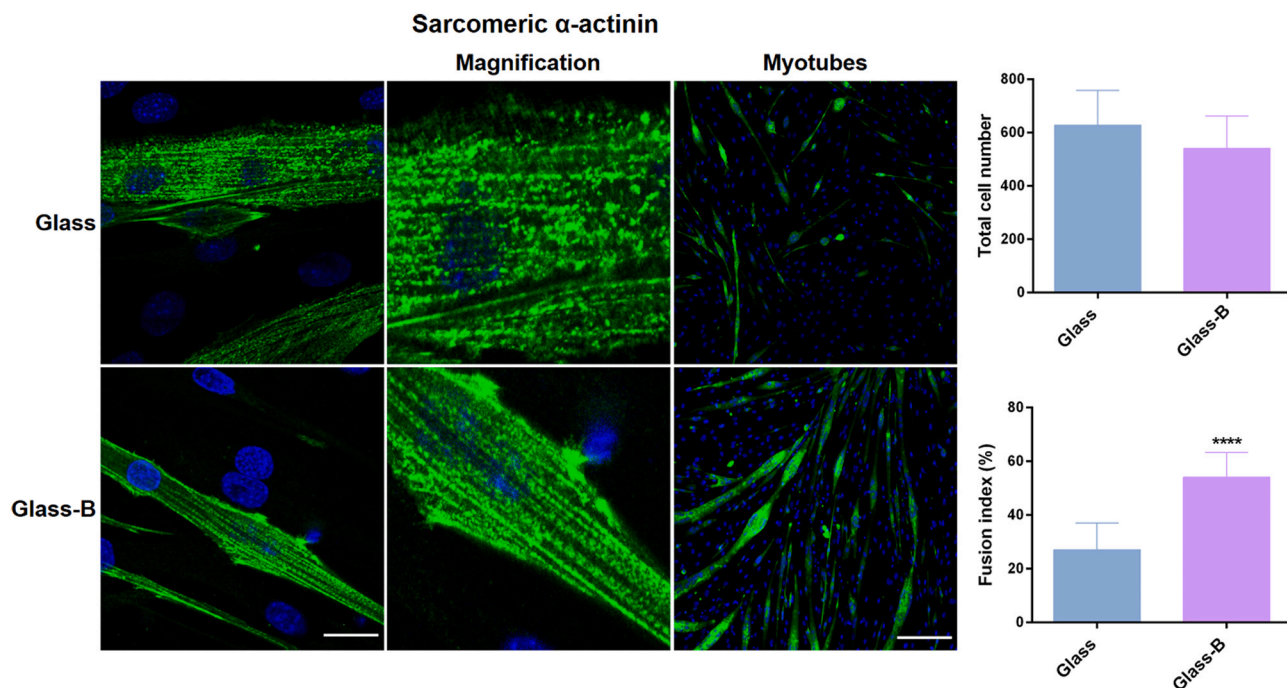 Sarcomeric α-actinin
Magnification
Myotubes
Glass
Glass-B
800
600
400
200
0
Total cell number
Glass
Glass-B
80
60
40
20
0
Fusion index (%)
****
Glass
Glass-B